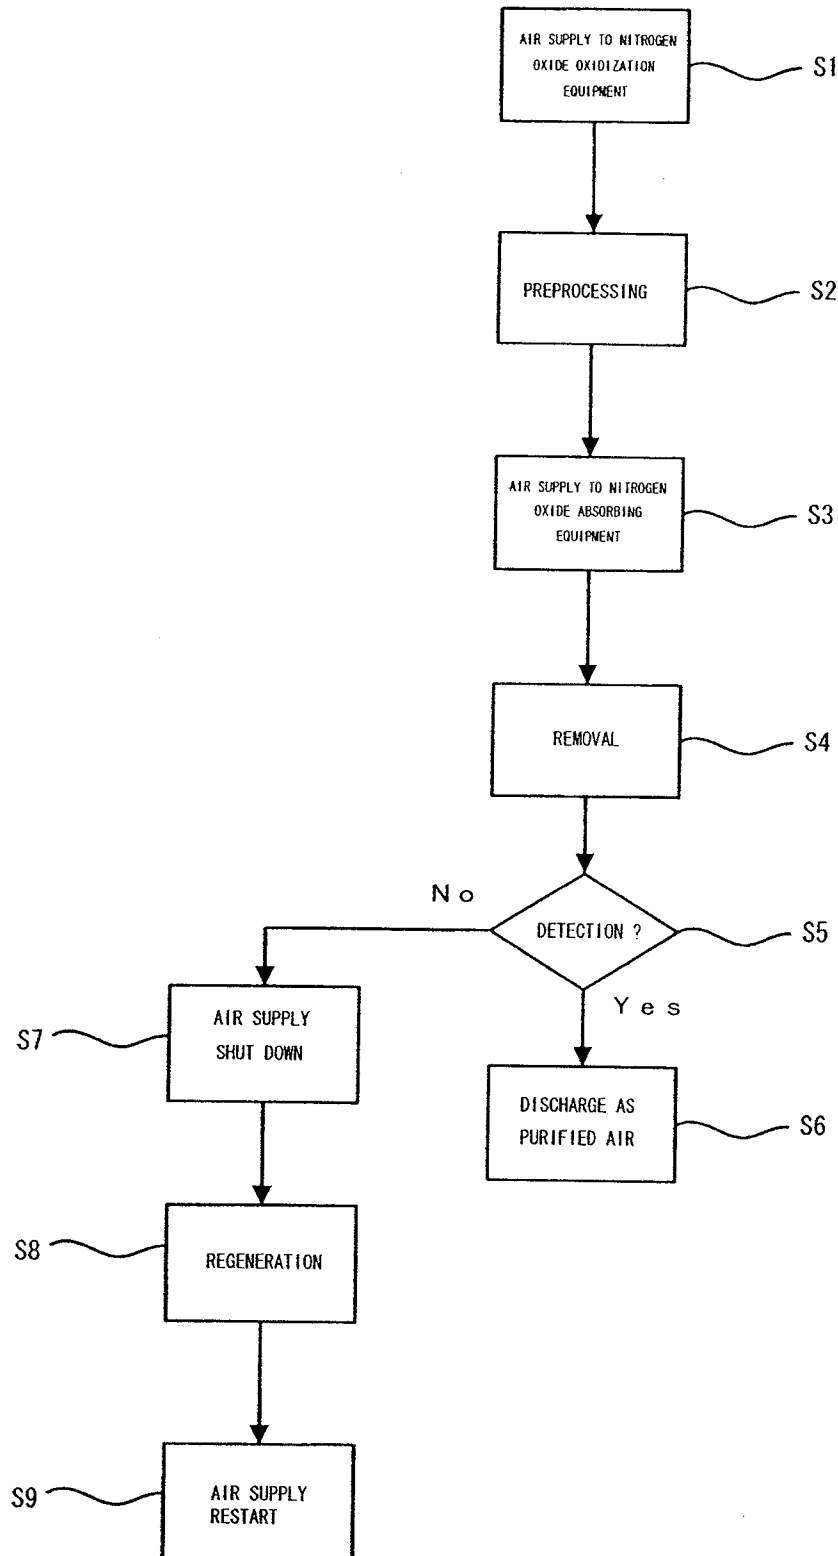 AIR SUPPLY TO NITROGEN
OXIDE OXIDIZATION
EQUIPMENT
S1
PREPROCESSING
S2
AIR SUPPLY TO NITROGEN
OXIDE ABSORBING
EQUIPMENT
S3
REMOVAL
S4
No
DETECTION ?
S5
Yes
AIR SUPPLY
SHUT DOWN
S7
DISCHARGE AS
PURIFIED AIR
S6
S8
REGENERATION
S9
AIR SUPPLY
RESTART